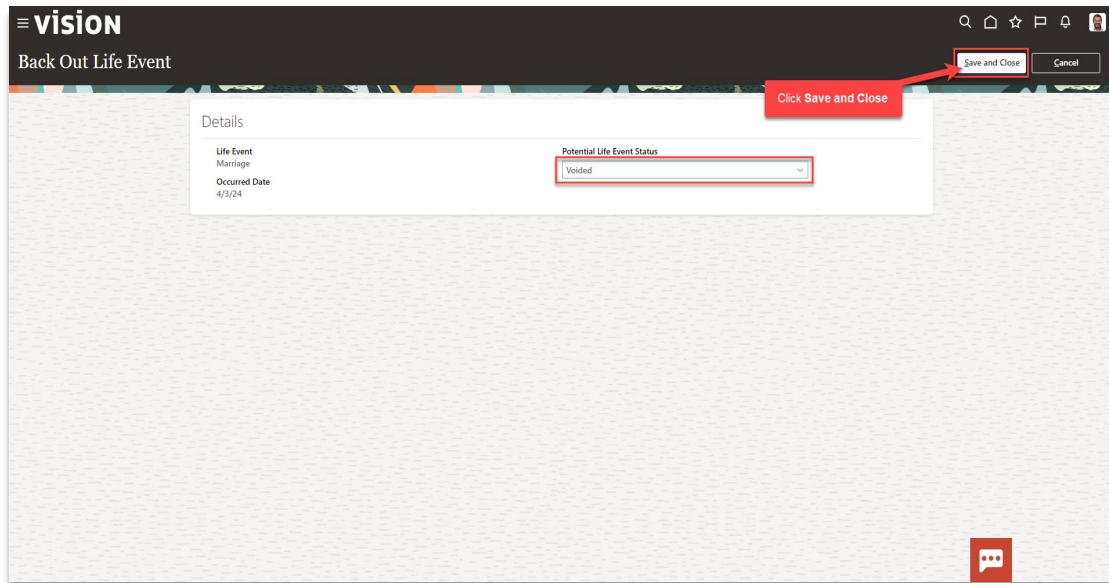 vision
Back Out Life Event
Save and Close
Cancel
Click Save and Close
Details
Life Event
Marriage
Potential Life Event Status
Voided
Occurred Date
4/3/24